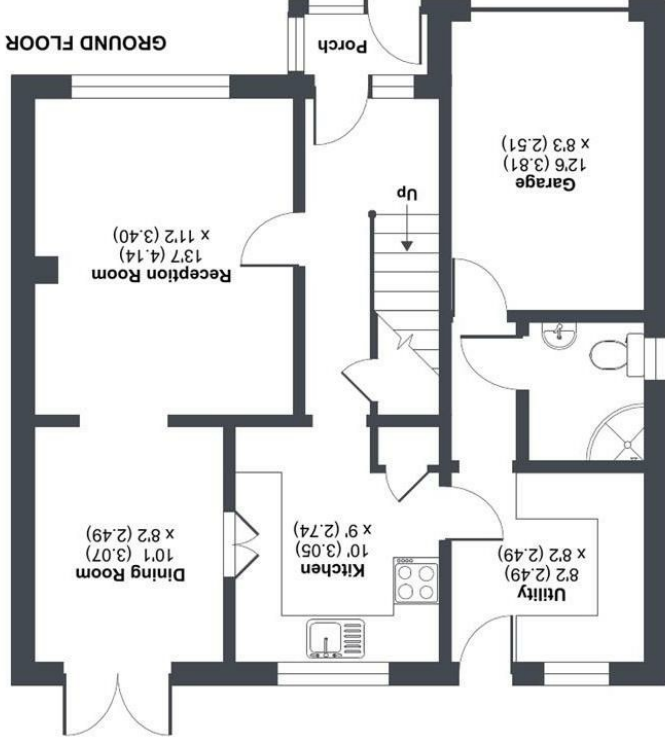 Utility
8'2 (2.49)
x 8'2 (2.49)
Kitchen
10' (3.05)
x 9' (2.74)
Dining Room
10'1 (3.07)
x 8'2 (2.49)
Reception Room
13'7 (4.14)
x 11'2 (3.40)
Up
Garage
12'6 (3.81)
x 8'3 (2.51)
Porch
GROUND FLOOR